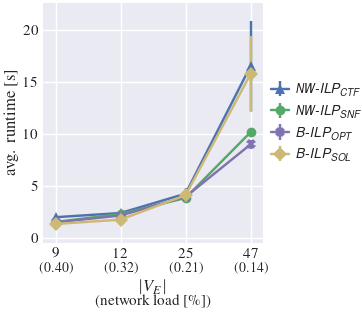 avg. runtime [s]
20
15
10
5
0
9 12 25 47
(0.40) (0.32) (0.21) (0.14)
|V_E|
(network load [%])
NW-ILP_CTF
NW-ILP_SNF
B-ILP_OPT
B-ILP_SOL